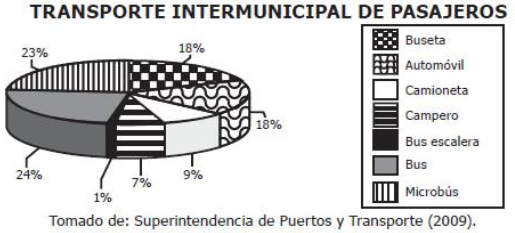 TRANSPORTE INTERMUNICIPAL DE PASAJEROS
23%
18%
18%
9%
7%
1%
24%
Buseta
Automóvil
Camioneta
Campero
Bus escalera
Bus
Microbús
Tomado de: Superintendencia de Puertos y Transporte (2009).